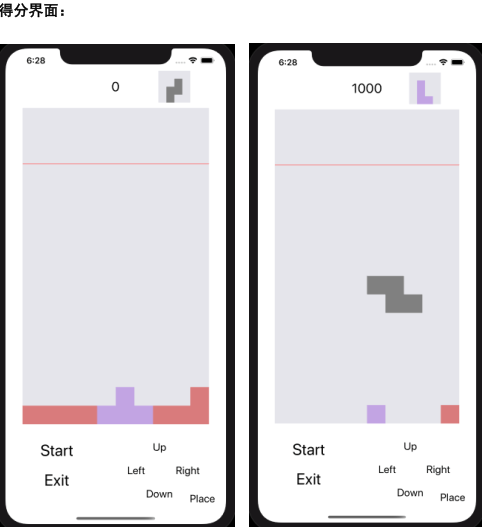 得分界面：
6:28
0
Start
Exit
Up
Left
Right
Down
Place
6:28
1000
Start
Exit
Up
Left
Right
Down
Place